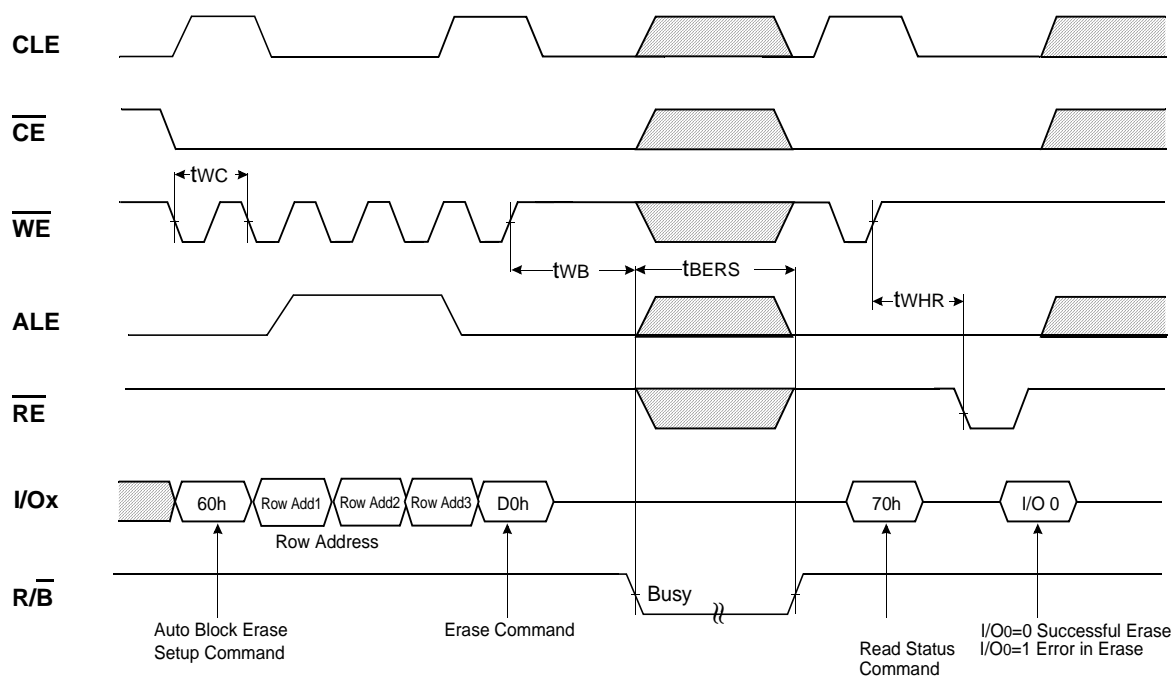 CLE
CE
tWC
WE
tWB
tBERS
tWHR
ALE
RE
I/Ox
60h
Row Add1
Row Add2
Row Add3
D0h
70h
I/O 0
Row Address
R/B
Busy
Auto Block Erase
Setup Command
Erase Command
Read Status
Command
I/O0=0 Successful Erase
I/O0=1 Error in Erase